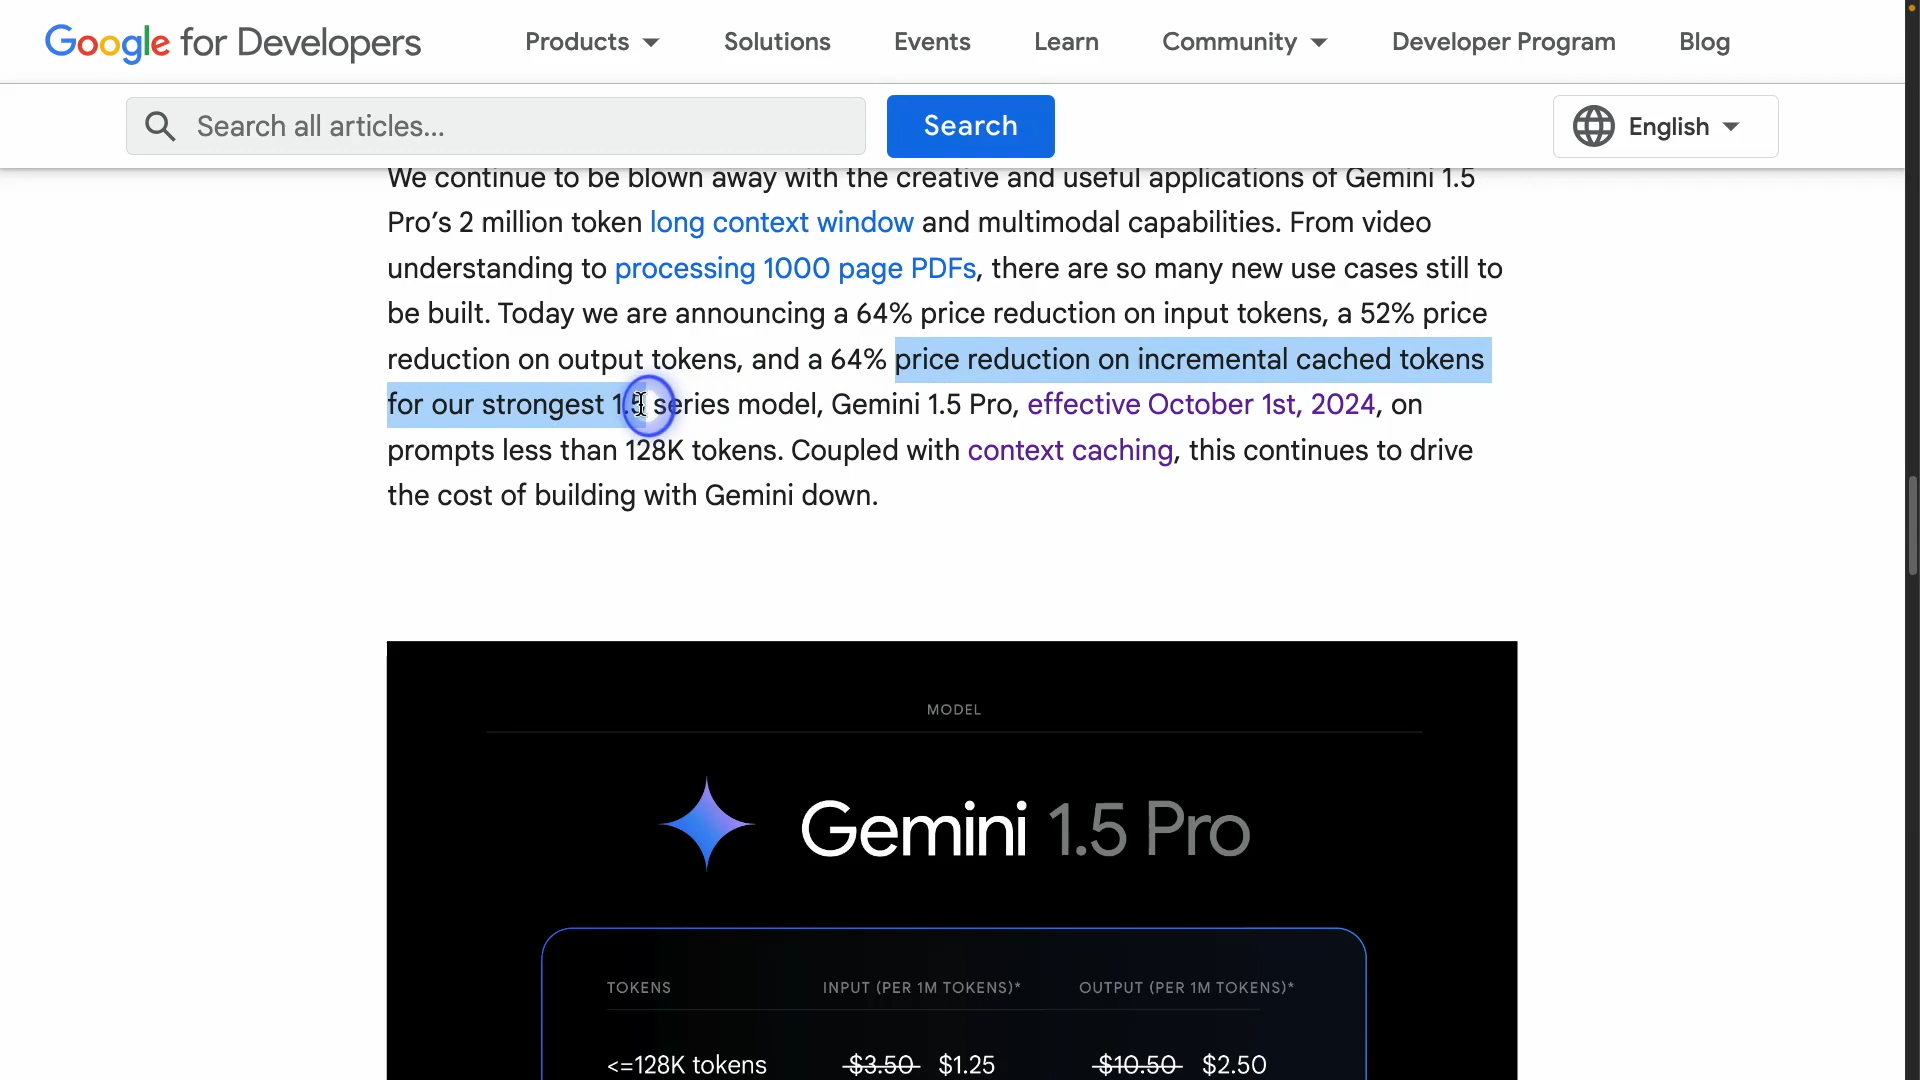 Google for Developers
Products
Solutions
Events
Learn
Community
Developer Program
Blog
Search all articles...
Search
English
We continue to be blown away with the creative and useful applications of Gemini 1.5
Pro’s 2 million token long context window and multimodal capabilities. From video
understanding to processing 1000 page PDFs, there are so many new use cases still to
be built. Today we are announcing a 64% price reduction on input tokens, a 52% price
reduction on output tokens, and a 64% price reduction on incremental cached tokens
for our strongest 1.5 series model, Gemini 1.5 Pro, effective October 1st, 2024, on
prompts less than 128K tokens. Coupled with context caching, this continues to drive
the cost of building with Gemini down.
MODEL
Gemini 1.5 Pro
TOKENS
INPUT (PER 1M TOKENS)*
OUTPUT (PER 1M TOKENS)*
<=128K tokens
$3.50 $1.25
$10.50 $2.50